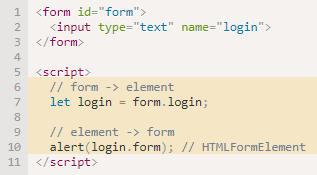 1 <form id="form">
2   <input type="text" name="login">
3 </form>
4
5 <script>
6   // form -> element
7   let login = form.login;
8
9   // element -> form
10   alert(login.form); // HTMLFormElement
11 </script>